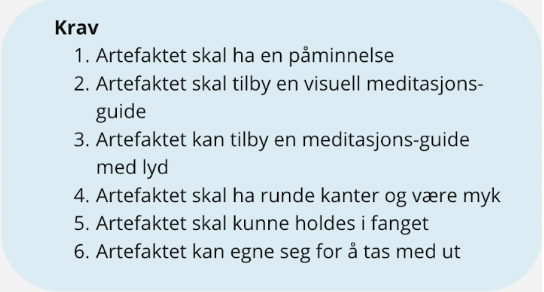 Krav
1. Artefaktet skal ha en påminnelse
2. Artefaktet skal tilby en visuell meditasjons-
guide
3. Artefaktet kan tilby en meditasjons-guide
med lyd
4. Artefaktet skal ha runde kanter og være myk
5. Artefaktet skal kunne holdes i fanget
6. Artefaktet kan egne seg for å tas med ut